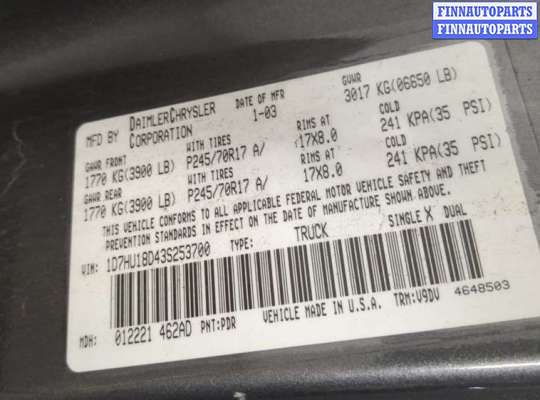 FINNAUTOPARTS
FINNAUTOPARTS
MFD BY DAIMLERCHRYSLER CORPORATION DATE OF MFR 1-03 GVWR 3017 KG(06650 LB)
GAWR FRONT WITH TIRES RIMS AT COLD
1770 KG(3900 LB) P245/70R17 A/ 17X8.0 241 KPA(35 PSI)
GAWR REAR WITH TIRES RIMS AT COLD
1770 KG(3900 LB) P245/70R17 A/ 17X8.0 241 KPA(35 PSI)
THIS VEHICLE CONFORMS TO ALL APPLICABLE FEDERAL MOTOR VEHICLE SAFETY AND THEFT
PREVENTION STANDARDS IN EFFECT ON THE DATE OF MANUFACTURE SHOWN ABOVE.
VIN: 1D7HU18D43S253700 TYPE: TRUCK SINGLE X DUAL
MDH: 012221 462AD PNT:PDR VEHICLE MADE IN U.S.A. TRM:V9DV 4648503